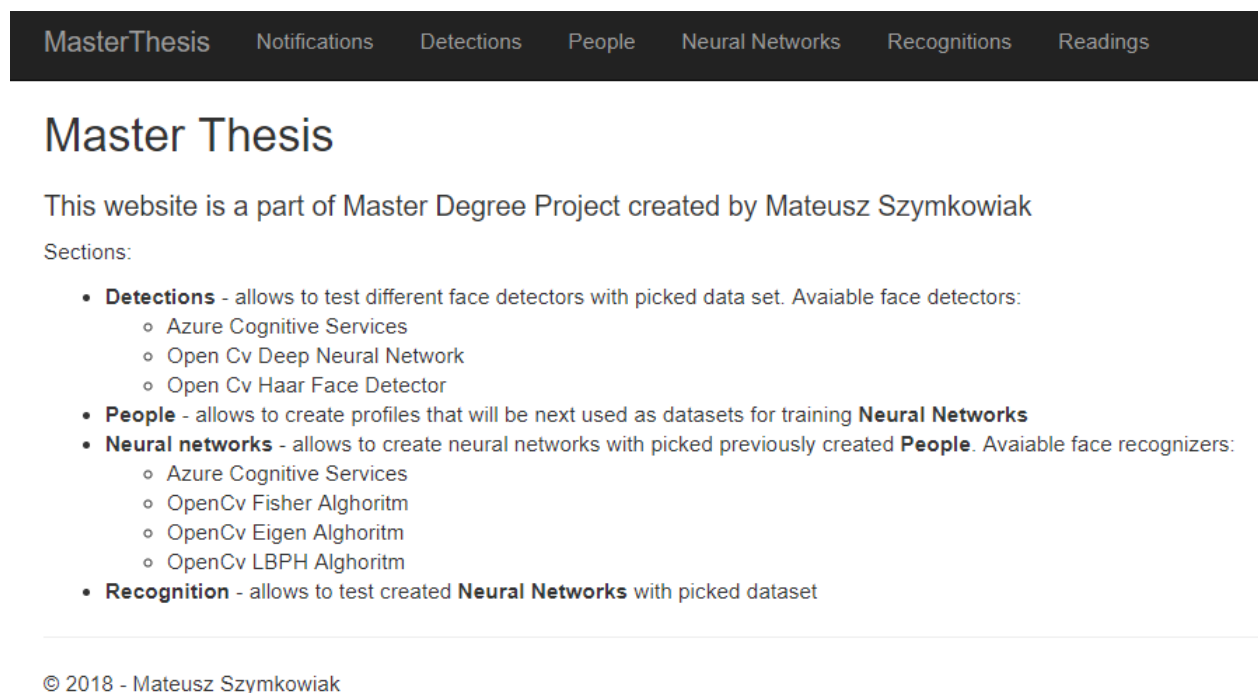 MasterThesis Notifications Detections People Neural Networks Recognitions Readings
Master Thesis
This website is a part of Master Degree Project created by Mateusz Szymkowiak
Sections:
Detections - allows to test different face detectors with picked data set. Avaiable face detectors:
Azure Cognitive Services
Open Cv Deep Neural Network
Open Cv Haar Face Detector
People - allows to create profiles that will be next used as datasets for training Neural Networks
Neural networks - allows to create neural networks with picked previously created People. Avaiable face recognizers:
Azure Cognitive Services
OpenCv Fisher Alghoritm
OpenCv Eigen Alghoritm
OpenCv LBPH Alghoritm
Recognition - allows to test created Neural Networks with picked dataset
© 2018 - Mateusz Szymkowiak